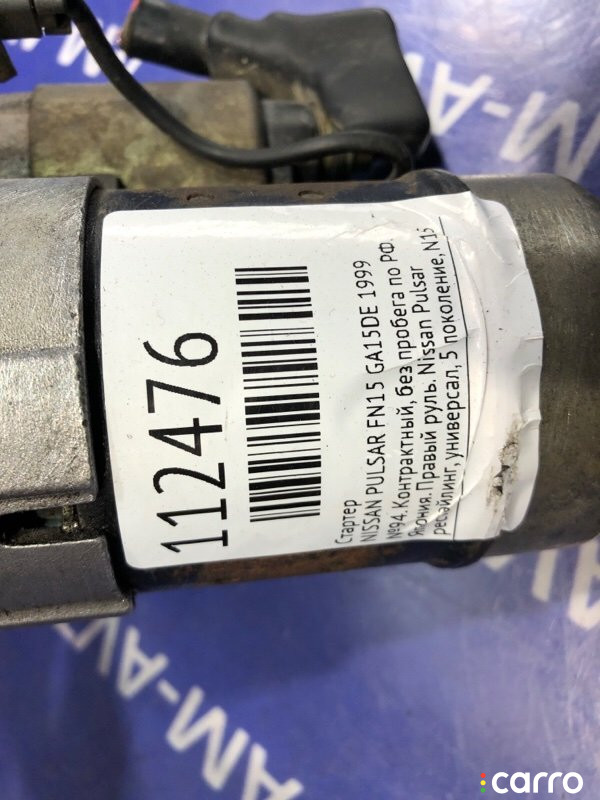 112476
Стартер
NISSAN PULSAR FN15 GA15DE 1999
№94.Контрактный, без пробега по РФ.
Япония.Правый руль. Nissan Pulsar
рестайлинг, универсал, 5 поколение, N15
carro